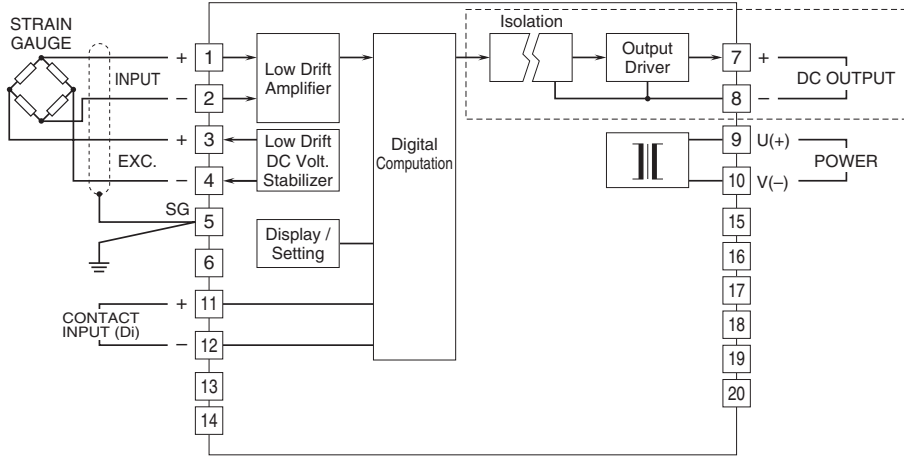 STRAIN
GAUGE
INPUT
+
−
EXC.
+
−
SG
CONTACT
INPUT (Di)
+
−
1
2
3
4
5
6
11
12
13
14
Low Drift
Amplifier
Low Drift
DC Volt.
Stabilizer
Display /
Setting
Digital
Computation
Isolation
Output
Driver
7
8
9
10
15
16
17
18
19
20
+
−
DC OUTPUT
U(+)
V(−)
POWER